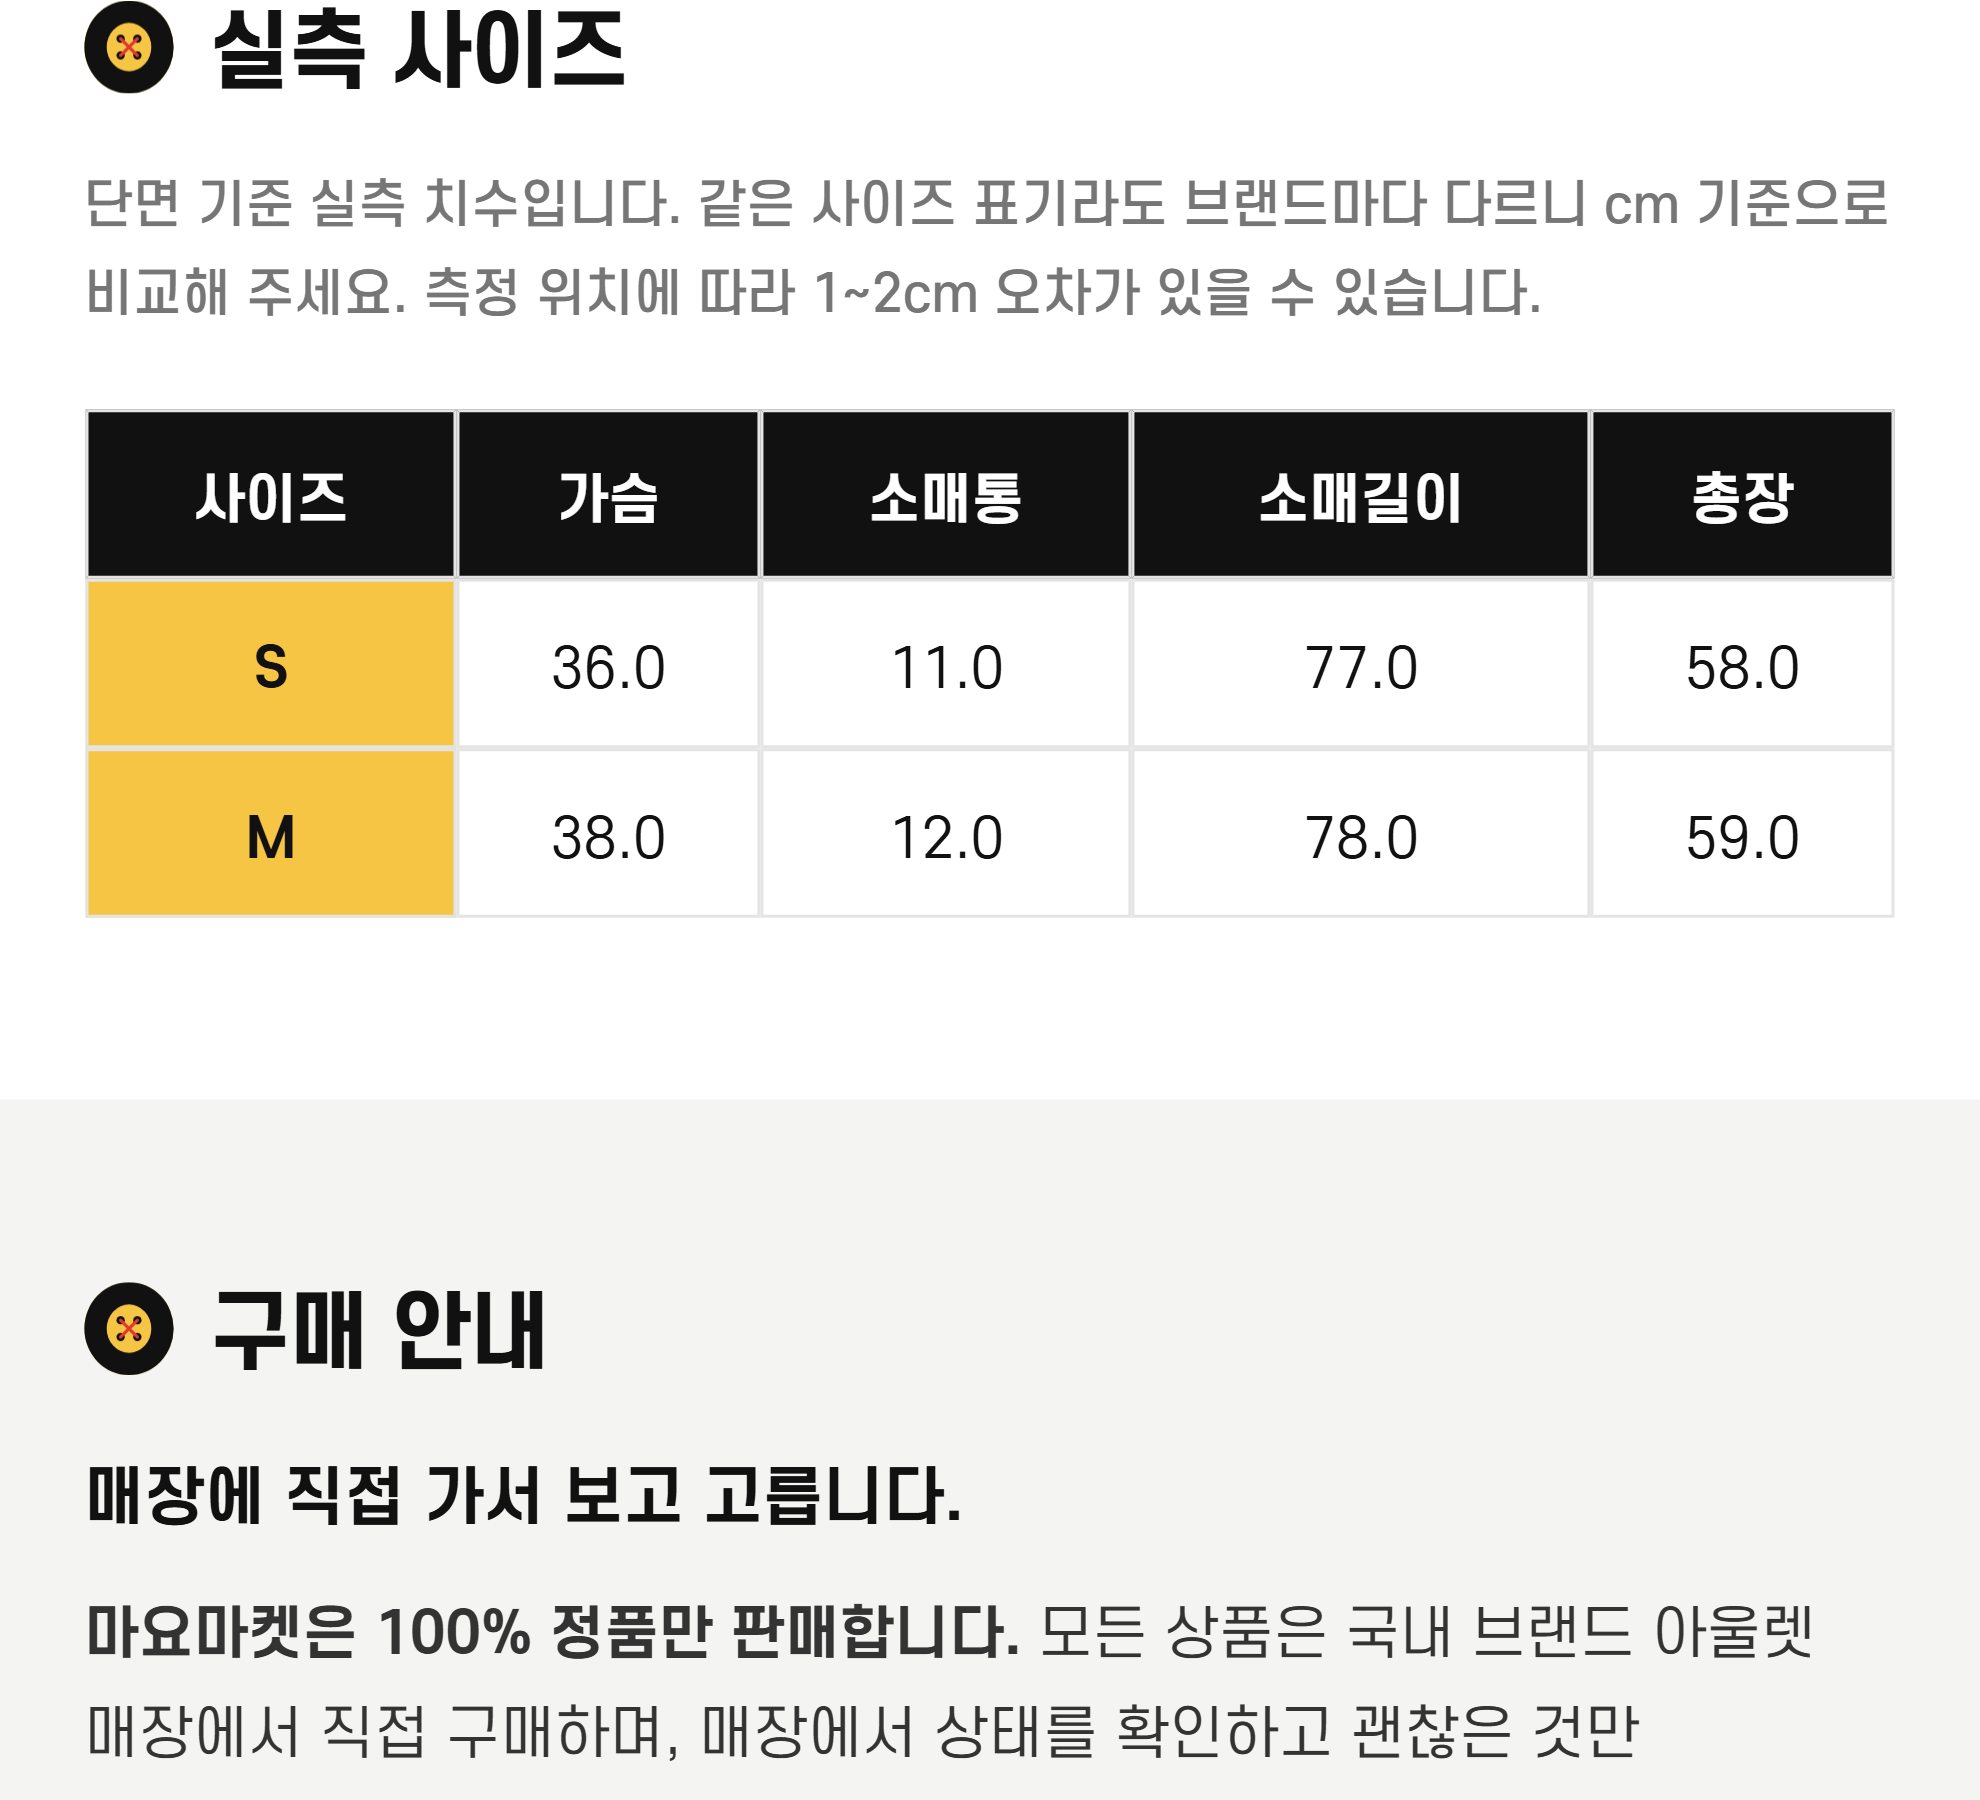 실측 사이즈
단면 기준 실측 치수입니다. 같은 사이즈 표기라도 브랜드마다 다르니 cm 기준으로
비교해 주세요. 측정 위치에 따라 1~2cm 오차가 있을 수 있습니다.
사이즈 가슴 소매통 소매길이 총장
S 36.0 11.0 77.0 58.0
M 38.0 12.0 78.0 59.0
구매 안내
매장에 직접 가서 보고 고릅니다.
마요마켓은 100% 정품만 판매합니다. 모든 상품은 국내 브랜드 아울렛
매장에서 직접 구매하며, 매장에서 상태를 확인하고 괜찮은 것만